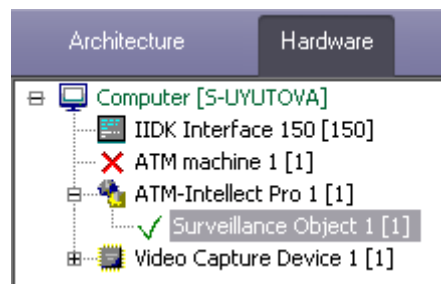 Architecture Hardware
Computer [S-UYUTOVA]
IIDK Interface 150 [150]
ATM machine 1 [1]
ATM-Intellect Pro 1 [1]
Surveillance Object 1 [1]
Video Capture Device 1 [1]